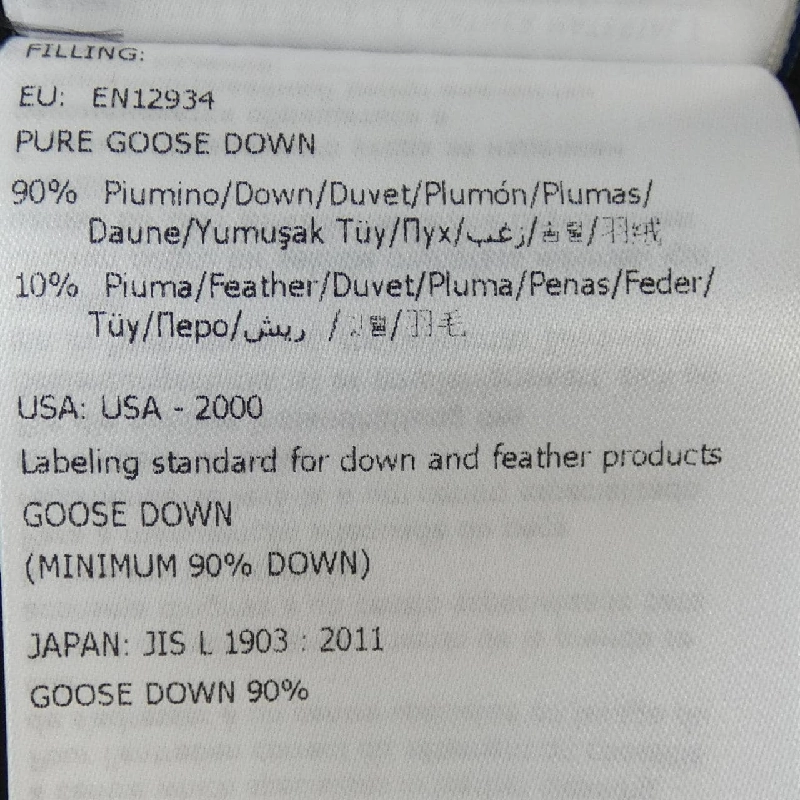 FILLING:
EU: EN12934
PURE GOOSE DOWN
90% Piumino/Down/Duvet/Plumón/Plumas/
Daune/Yumuşak Tüy/Пух/زغب/솜털/羽绒
10% Piuma/Feather/Duvet/Pluma/Penas/Feder/
Tüy/Перо/ريش / /羽毛
USA: USA - 2000
Labeling standard for down and feather products
GOOSE DOWN
(MINIMUM 90% DOWN)
JAPAN: JIS L 1903 : 2011
GOOSE DOWN 90%